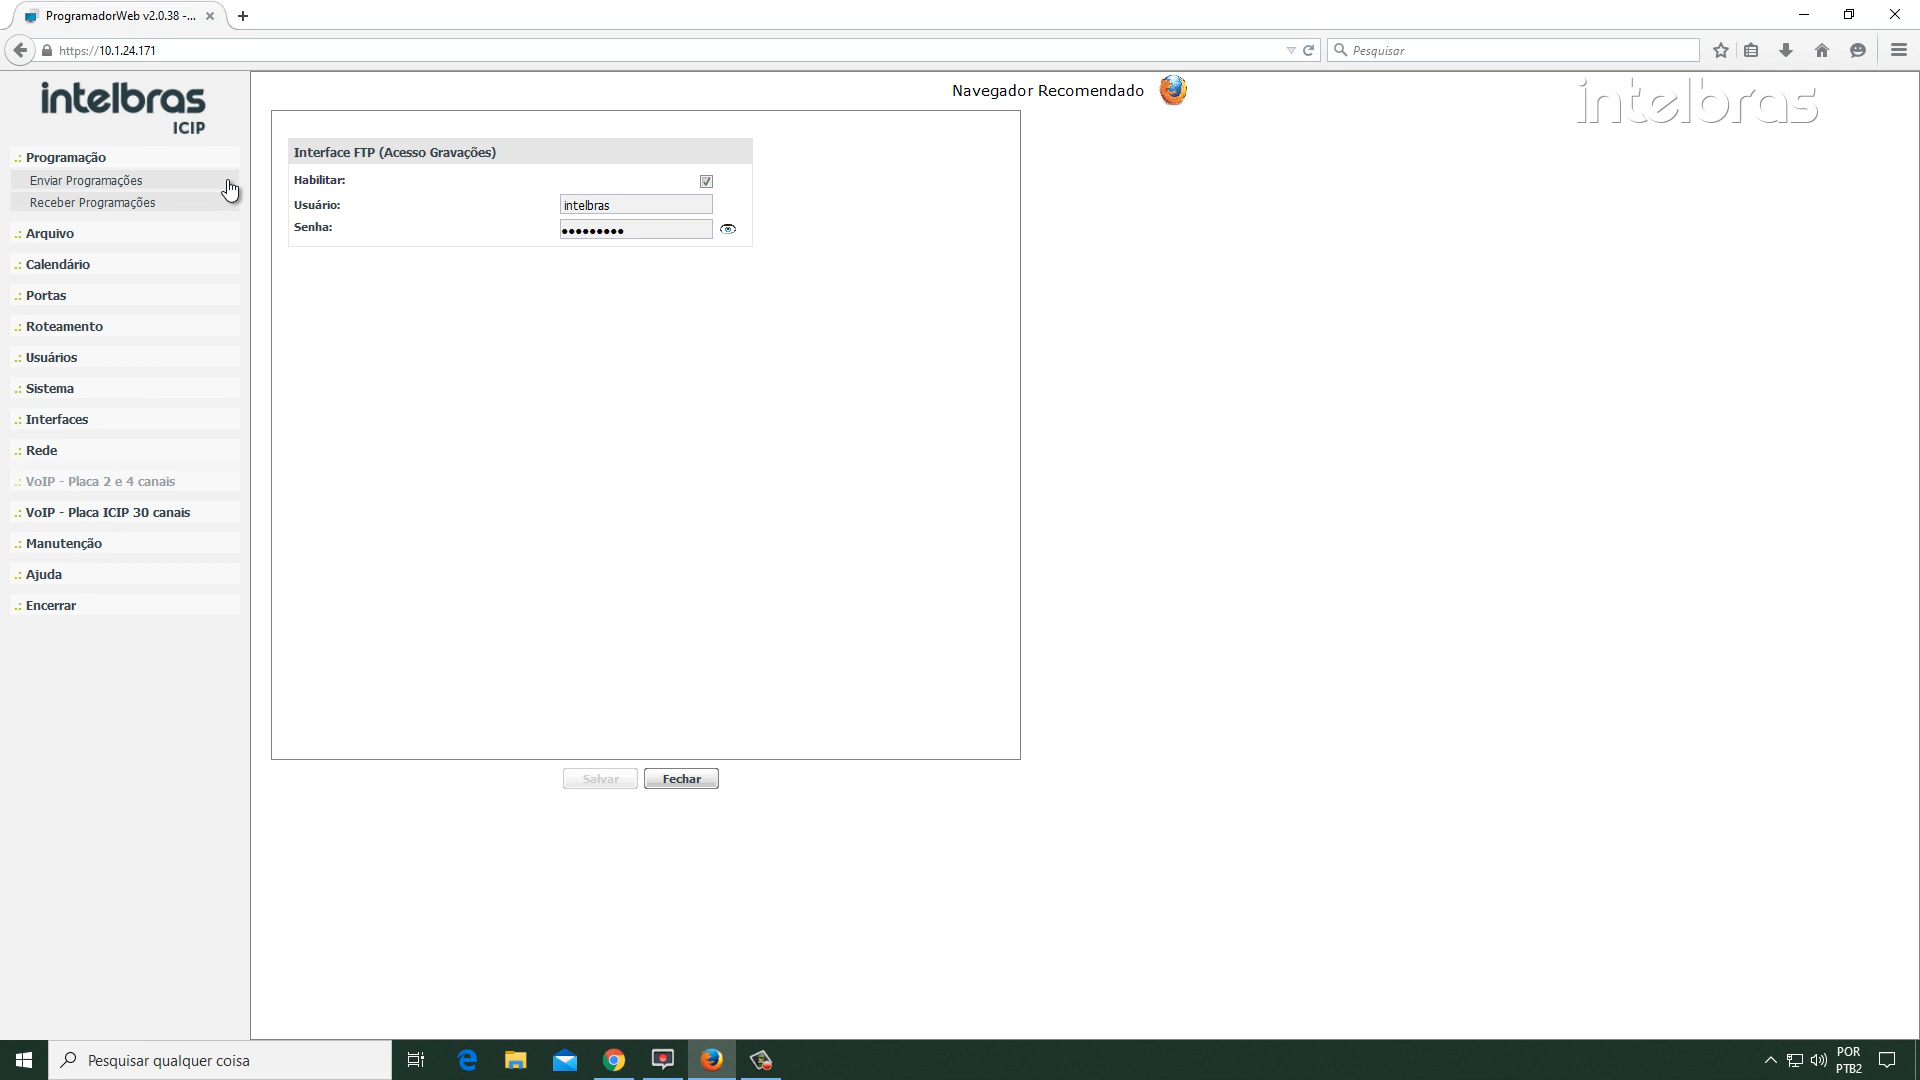 ProgramadorWeb v2.0.38 -...
https://10.1.24.171
Pesquisar
intelbras
ICIP
Navegador Recomendado
intelbras
.: Programação
Enviar Programações
Receber Programações
.: Arquivo
.: Calendário
.: Portas
.: Roteamento
.: Usuários
.: Sistema
.: Interfaces
.: Rede
.: VoIP - Placa 2 e 4 canais
.: VoIP - Placa ICIP 30 canais
.: Manutenção
.: Ajuda
.: Encerrar
Interface FTP (Acesso Gravações)
Habilitar:
Usuário:
intelbras
Senha:
•••••••••
Salvar
Fechar
Pesquisar qualquer coisa
POR
PTB2